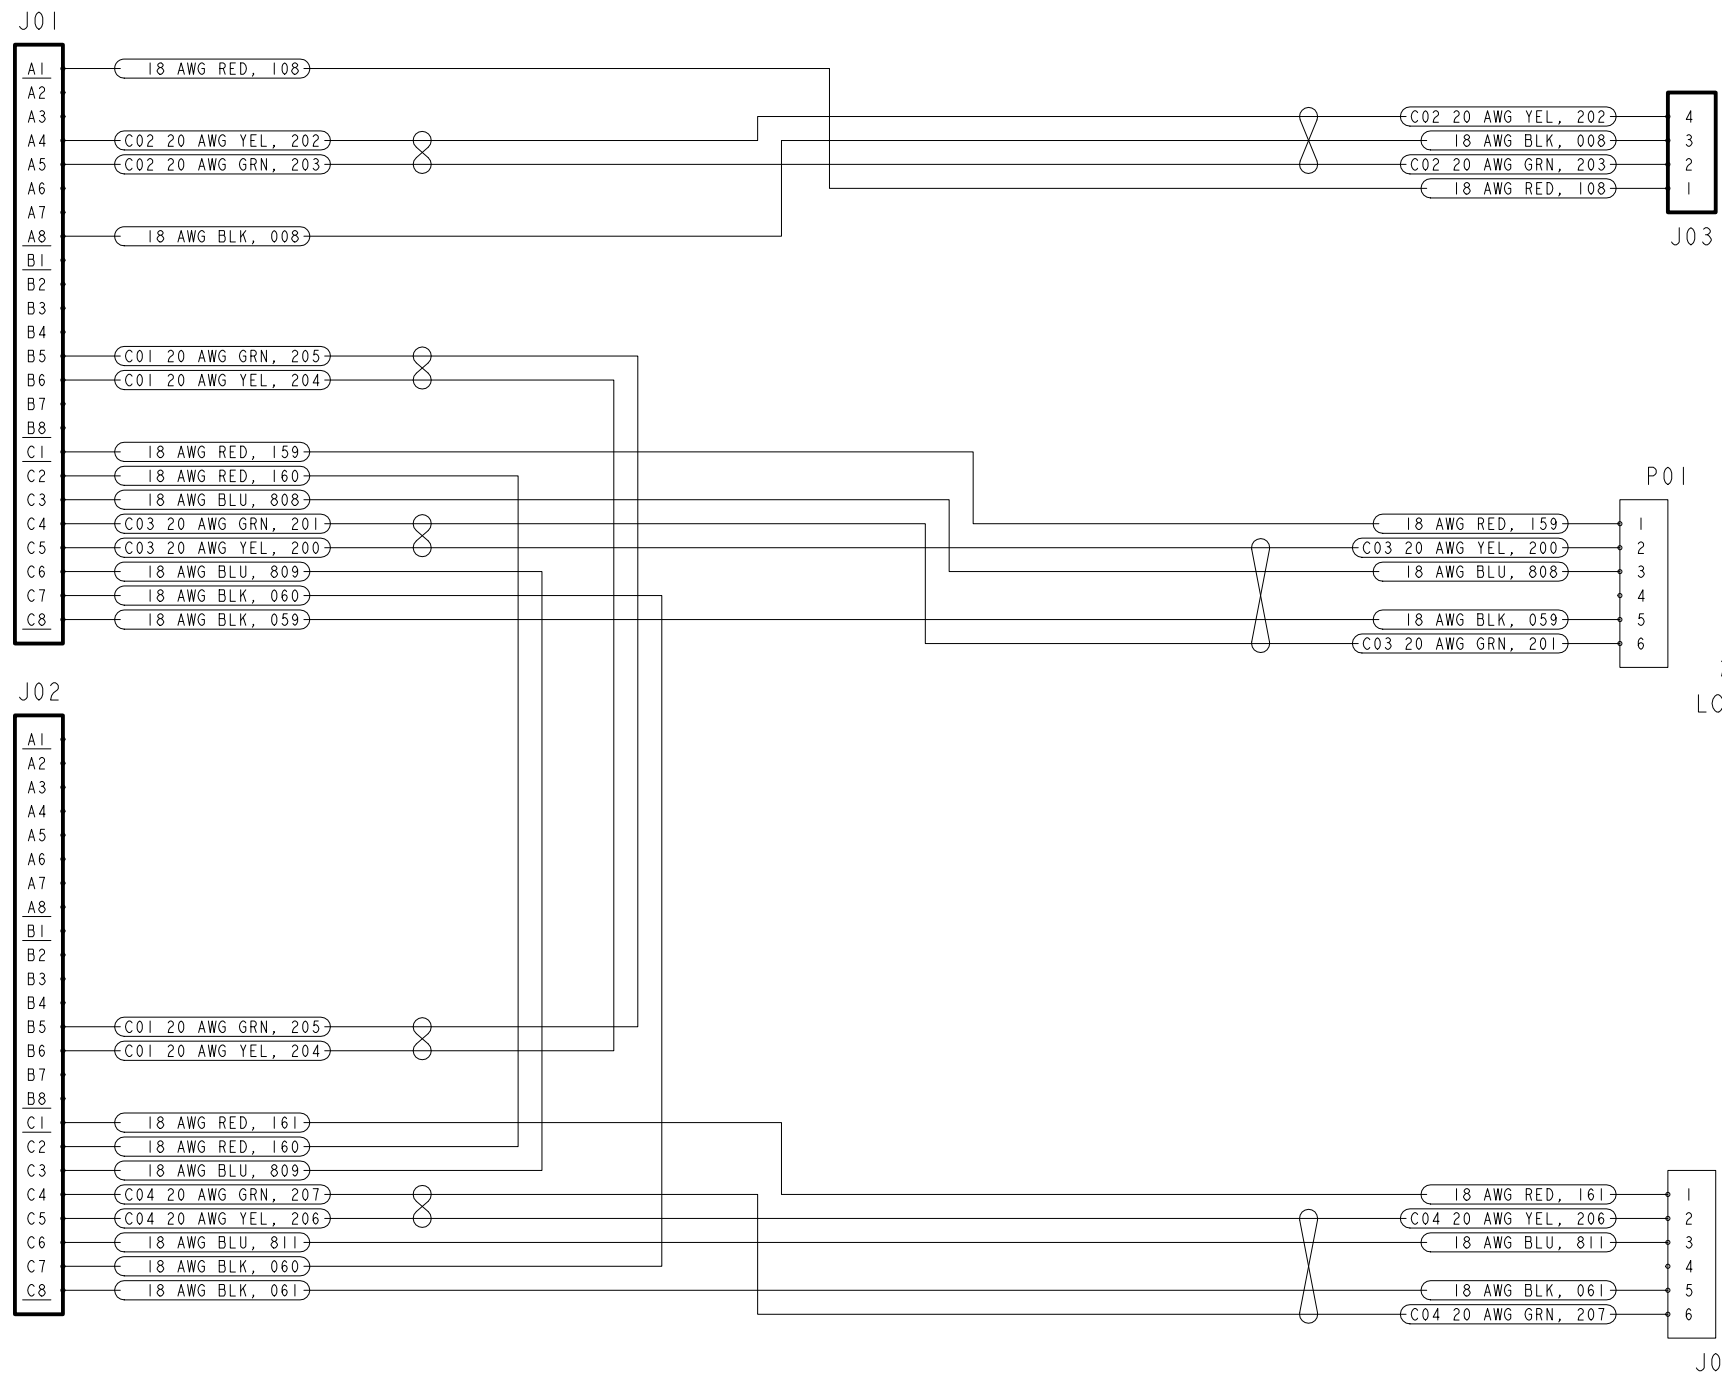 J01
A1 18 AWG RED, 108
A2
A3
A4 C02 20 AWG YEL, 202
A5 C02 20 AWG GRN, 203
A6
A7
A8 18 AWG BLK, 008
B1
B2
B3
B4
B5 C01 20 AWG GRN, 205
B6 C01 20 AWG YEL, 204
B7
B8
C1 18 AWG RED, 159
C2 18 AWG RED, 160
C3 18 AWG BLU, 808
C4 C03 20 AWG GRN, 201
C5 C03 20 AWG YEL, 200
C6 18 AWG BLU, 809
C7 18 AWG BLK, 060
C8 18 AWG BLK, 059
C02 20 AWG YEL, 202 4
18 AWG BLK, 008 3
C02 20 AWG GRN, 203 2
18 AWG RED, 108 1
J03
P01
18 AWG RED, 159 1
C03 20 AWG YEL, 200 2
18 AWG BLU, 808 3
4
18 AWG BLK, 059 5
C03 20 AWG GRN, 201 6
J02
A1
A2
A3
A4
A5
A6
A7
A8
B1
B2
B3
B4
B5 C01 20 AWG GRN, 205
B6 C01 20 AWG YEL, 204
B7
B8
C1 18 AWG RED, 161
C2 18 AWG RED, 160
C3 18 AWG BLU, 809
C4 C04 20 AWG GRN, 207
C5 C04 20 AWG YEL, 206
C6 18 AWG BLU, 811
C7 18 AWG BLK, 060
C8 18 AWG BLK, 061
18 AWG RED, 161 1
C04 20 AWG YEL, 206 2
18 AWG BLU, 811 3
4
18 AWG BLK, 061 5
C04 20 AWG GRN, 207 6
J0